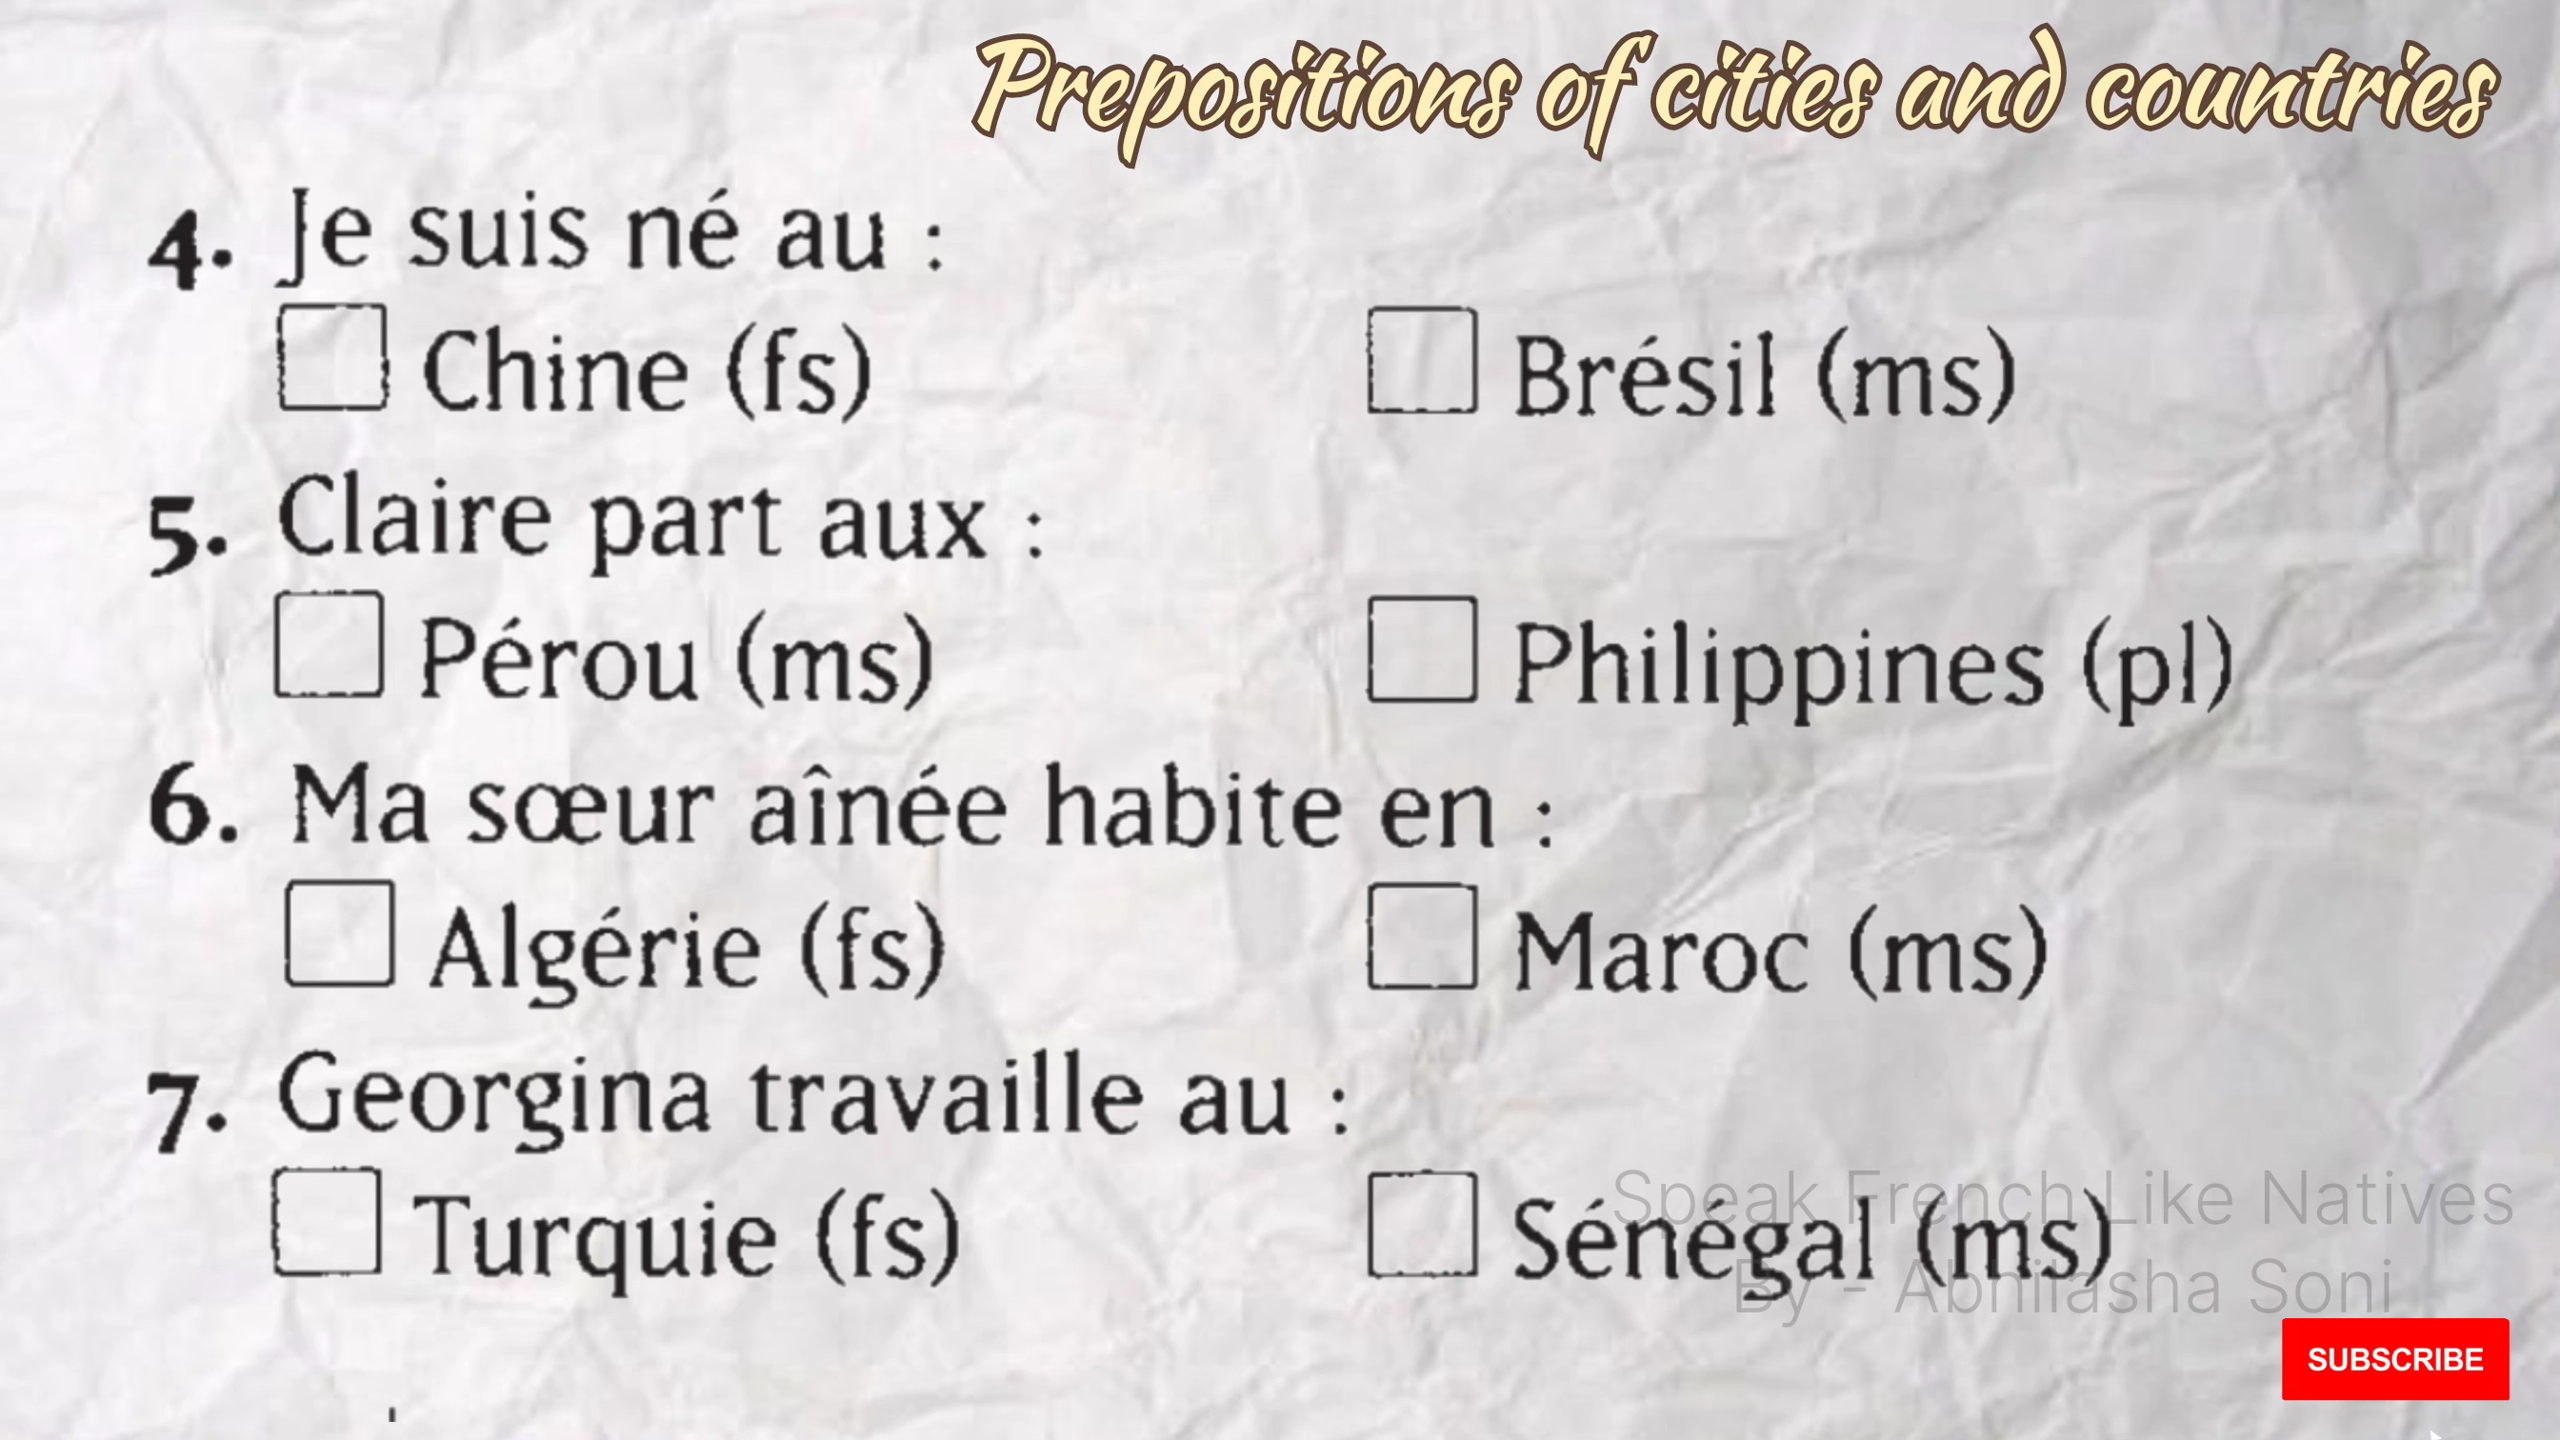 Prepositions of cities and countries
4. Je suis né au :
Chine (fs)
Brésil (ms)
5. Claire part aux :
Pérou (ms)
Philippines (pl)
6. Ma sœur aînée habite en :
Algérie (fs)
Maroc (ms)
7. Georgina travaille au :
Turquie (fs)
Sénégal (ms)
Speak French Like Natives
By - Abhilasha Soni
SUBSCRIBE